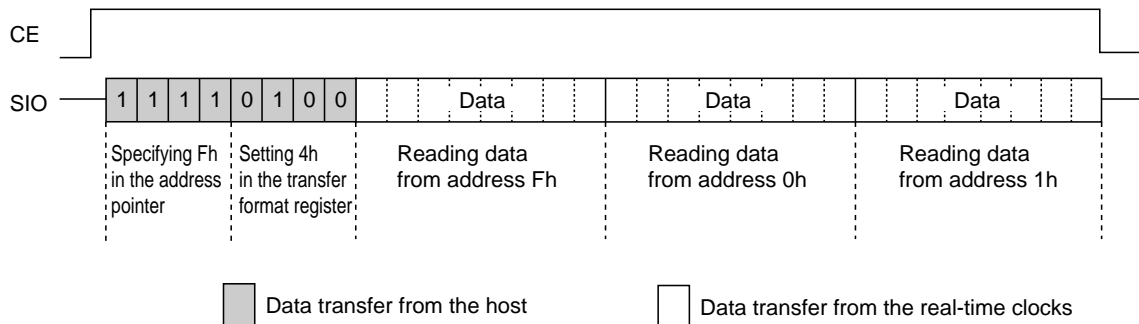 CE
SIO
1 1 1 1 0 1 0 0 Data Data Data
Specifying Fh
in the address
pointer
Setting 4h
in the transfer
format register
Reading data
from address Fh
Reading data
from address 0h
Reading data
from address 1h
Data transfer from the host
Data transfer from the real-time clocks